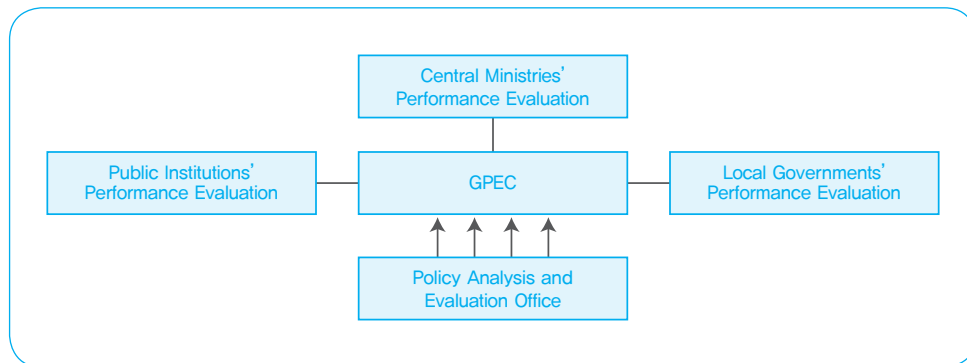 Central Ministries’
Performance Evaluation
Public Institutions’
Performance Evaluation
GPEC
Local Governments’
Performance Evaluation
Policy Analysis and
Evaluation Office